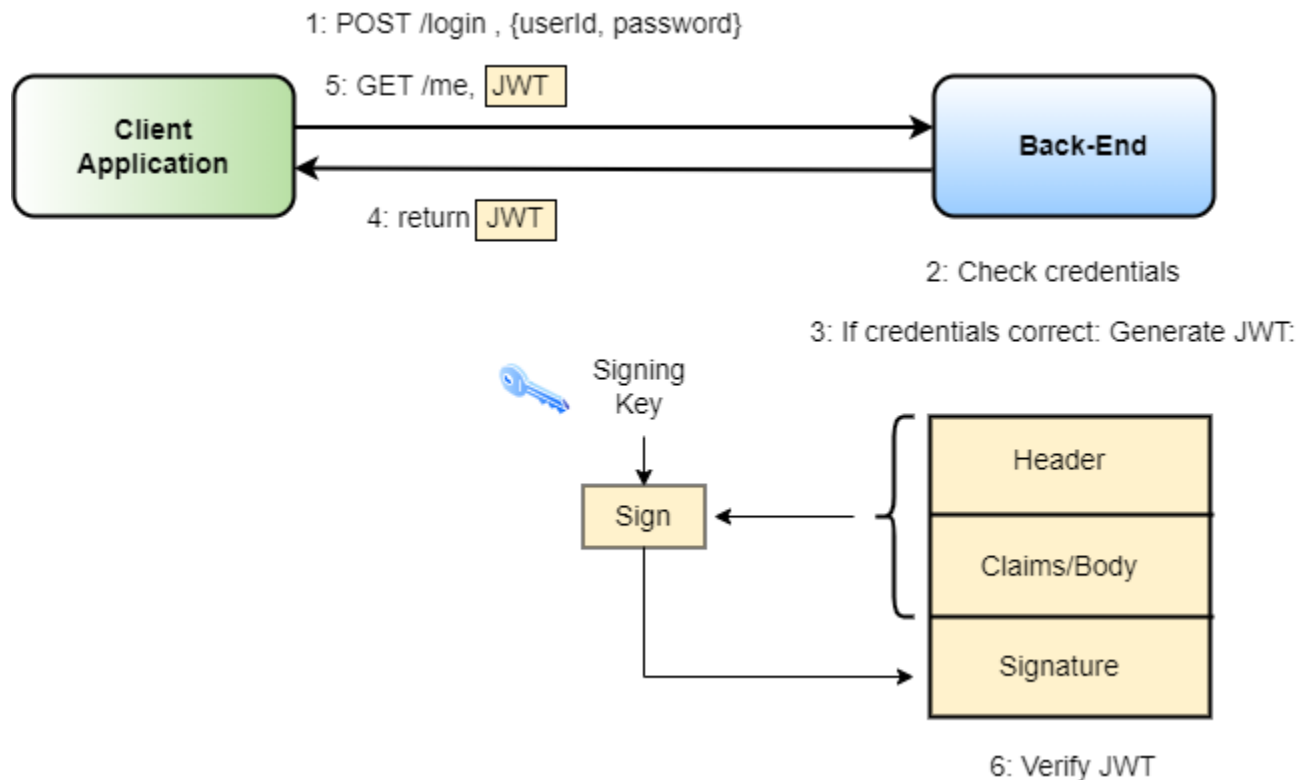 1: POST /login , {userId, password}
5: GET /me, JWT
Client
Application
Back-End
4: return JWT
2: Check credentials
3: If credentials correct: Generate JWT:
Signing
Key
Header
Sign
Claims/Body
Signature
6: Verify JWT